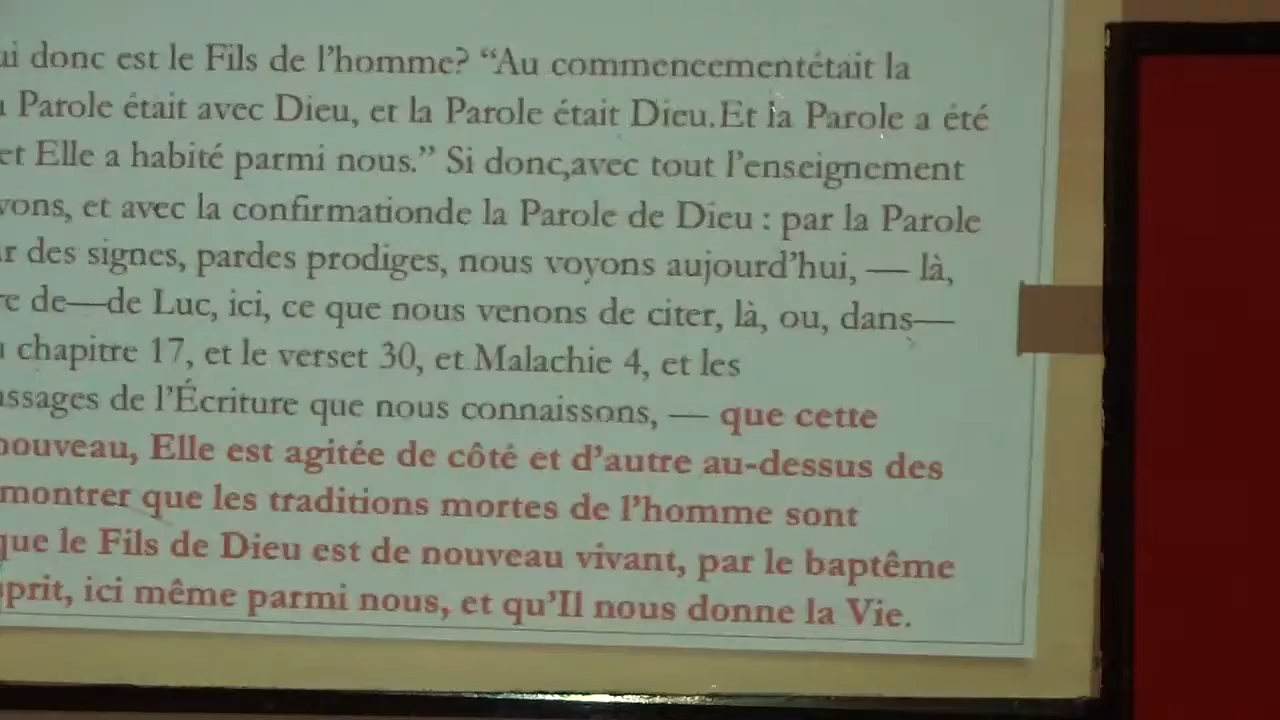 donc est le Fils de l'homme? “Au commencementétait la
Parole était avec Dieu, et la Parole était Dieu.Et la Parole a été
et Elle a habité parmi nous.” Si donc,avec tout l'enseignement
vons, et avec la confirmationde la Parole de Dieu : par la Parole
r des signes, pardes prodiges, nous voyons aujourd'hui, — là,
de—de Luc, ici, ce que nous venons de citer, là, ou, dans—
chapitre 17, et le verset 30, et Malachie 4, et les
ssages de l'Écriture que nous connaissons, — que cette
nouveau, Elle est agitée de côté et d'autre au-dessus des
montrer que les traditions mortes de l'homme sont
que le Fils de Dieu est de nouveau vivant, par le baptême
prit, ici même parmi nous, et qu'Il nous donne la Vie.